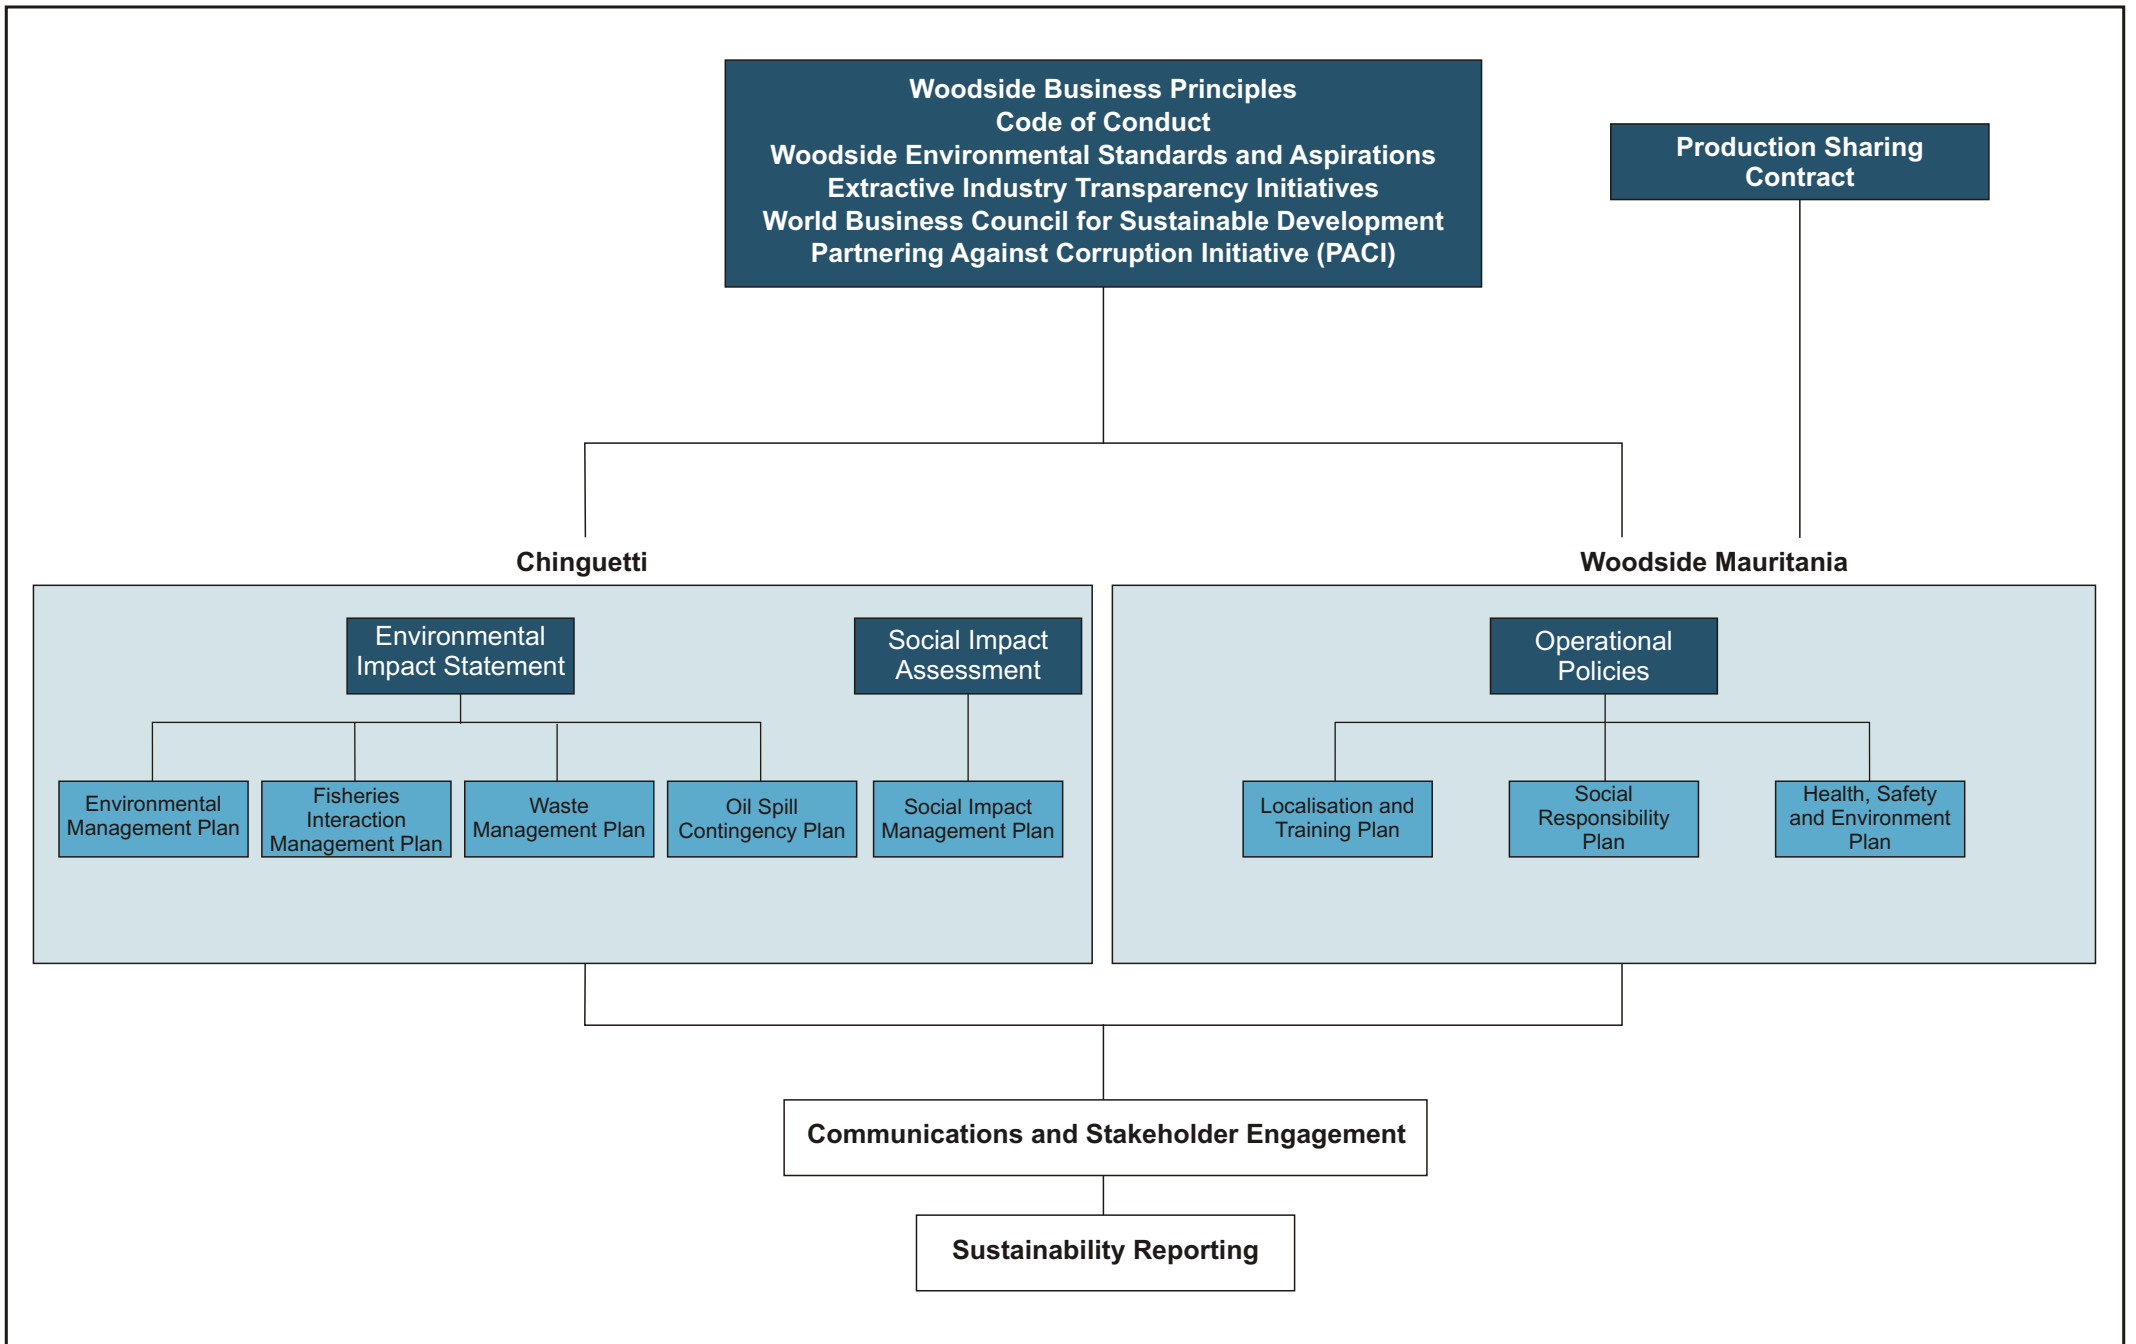 Woodside Business Principles
Code of Conduct
Woodside Environmental Standards and Aspirations
Extractive Industry Transparency Initiatives
World Business Council for Sustainable Development
Partnering Against Corruption Initiative (PACI)
Production Sharing
Contract
Chinguetti
Woodside Mauritania
Environmental
Impact Statement
Social Impact
Assessment
Operational
Policies
Environmental
Management Plan
Fisheries
Interaction
Management Plan
Waste
Management Plan
Oil Spill
Contingency Plan
Social Impact
Management Plan
Localisation and
Training Plan
Social
Responsibility
Plan
Health, Safety
and Environment
Plan
Communications and Stakeholder Engagement
Sustainability Reporting